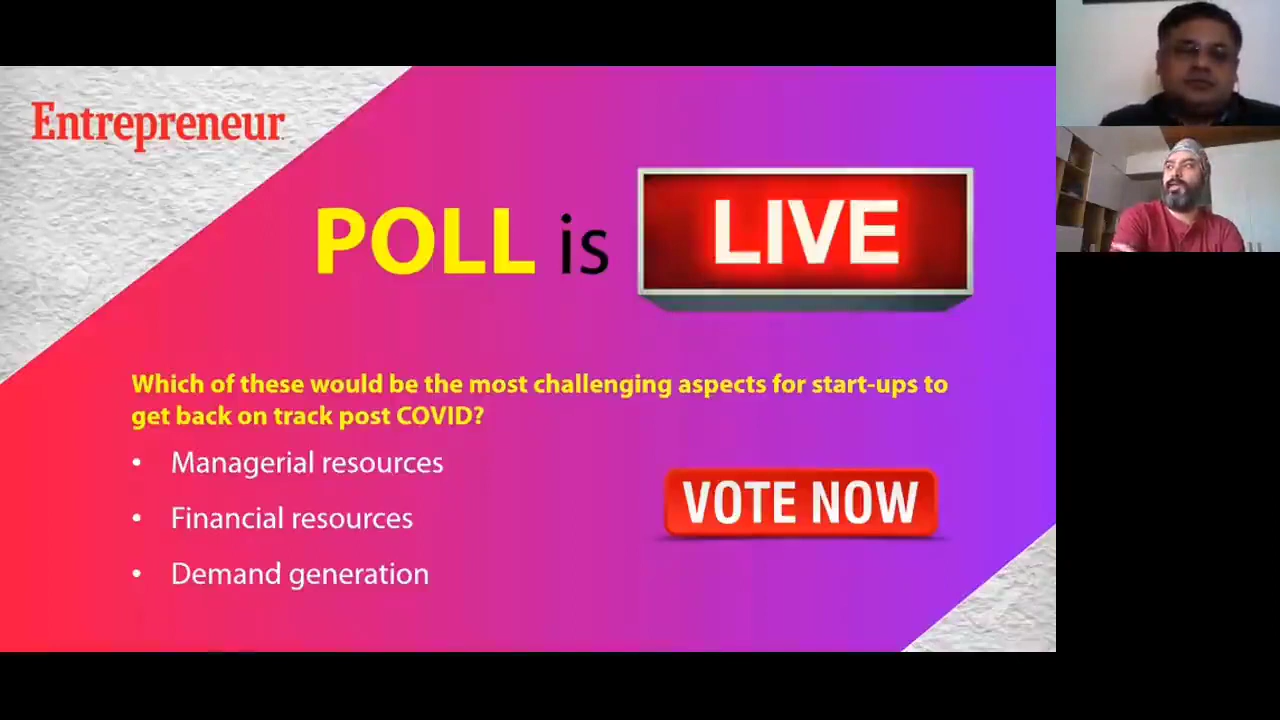 Entrepreneur
POLL is LIVE
Which of these would be the most challenging aspects for start-ups to
get back on track post COVID?
• Managerial resources
• Financial resources
• Demand generation
VOTE NOW